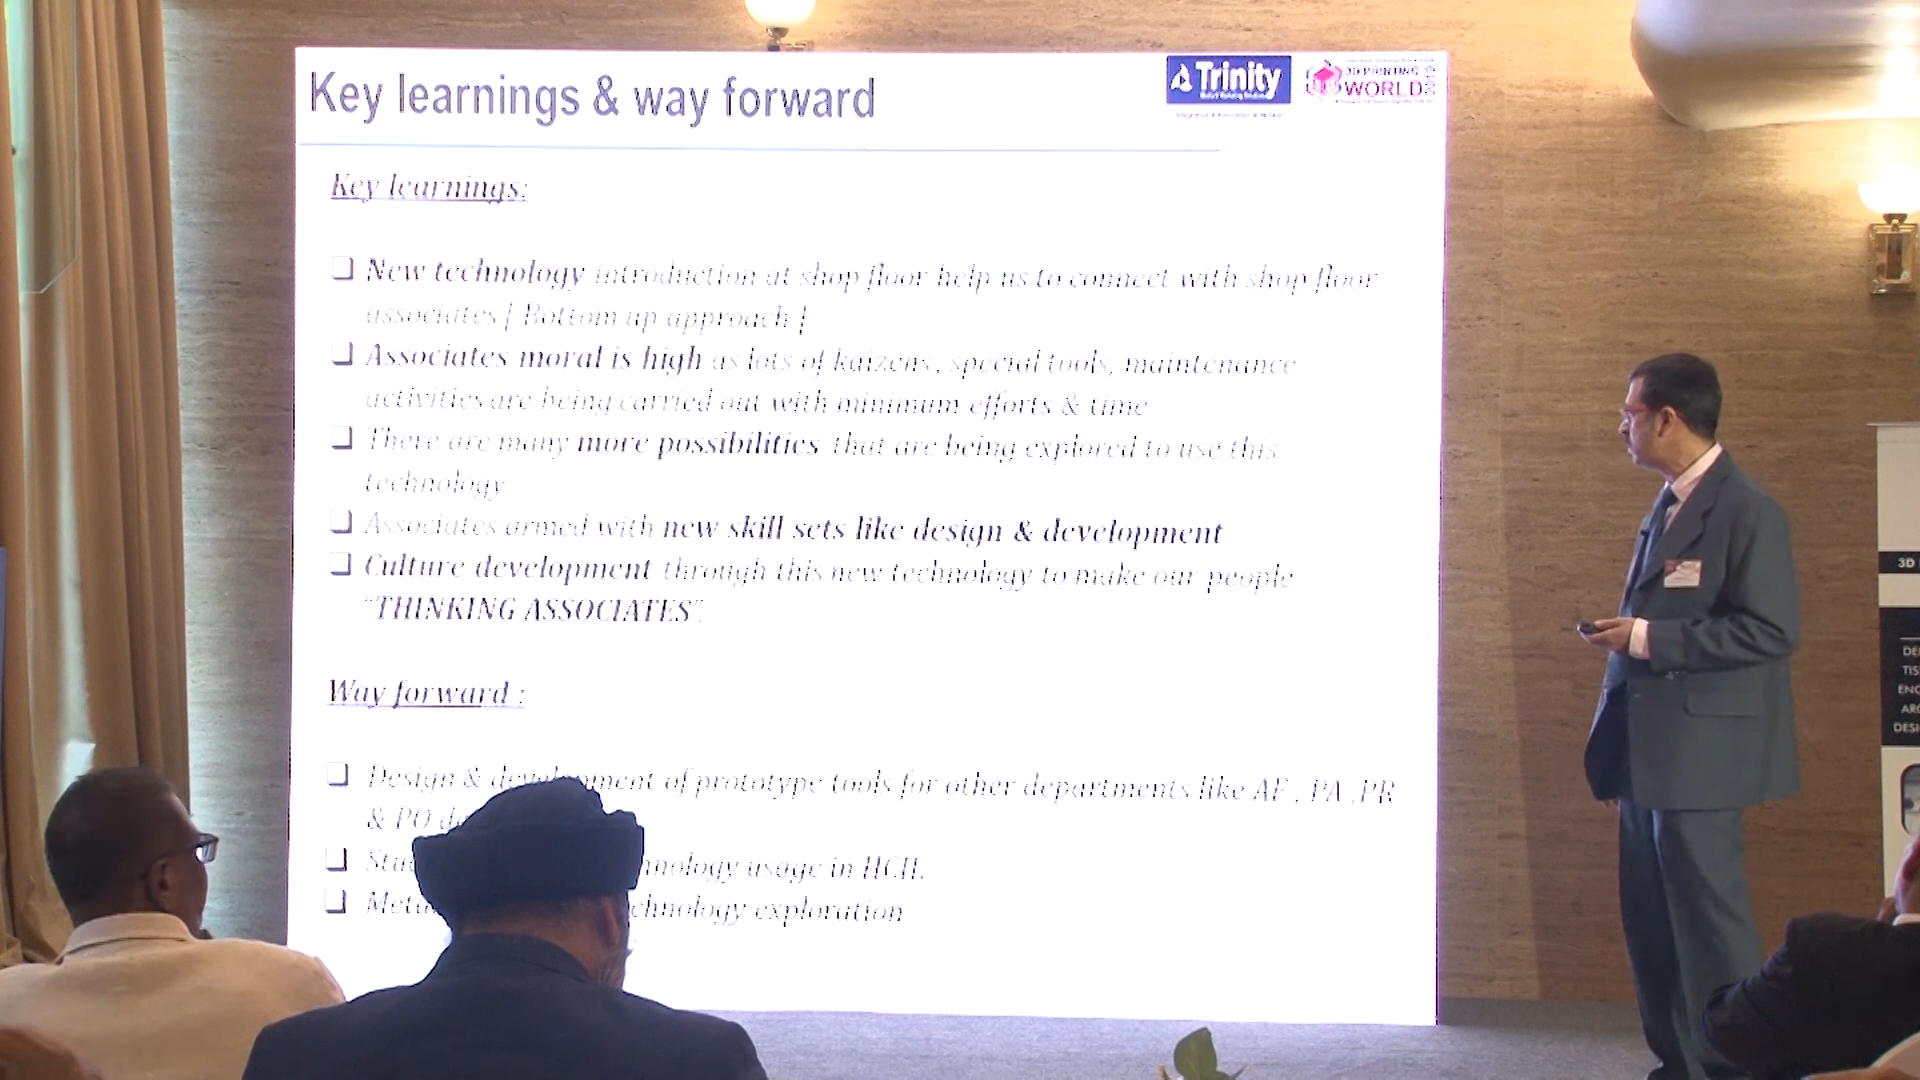 Key learnings & way forward
Trinity
3D PRINTING
WORLD
Key learnings:
New technology introduction at shop floor help us to connect with shop floor
associates [ Bottom up approach ]
Associates moral is high as lots of kaizens, special tools, maintenance
activities are being carried out with minimum efforts & time
There are many more possibilities that are being explored to use this
technology
Associates armed with new skill sets like design & development
Culture development through this new technology to make our people
"THINKING ASSOCIATES".
Way forward :
Design & development of prototype tools for other departments like AF , PA ,PR
& PO
usage in HCIL
exploration
3D